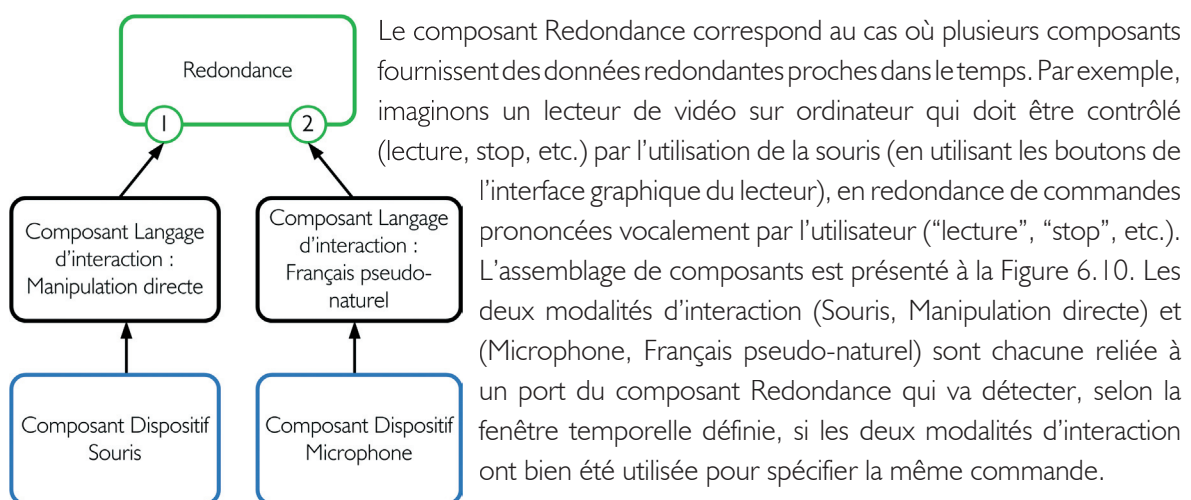 Redondance
1
2
Composant Langage
d'interaction :
Manipulation directe
Composant Langage
d'interaction :
Français pseudo-
naturel
Composant Dispositif
Souris
Composant Dispositif
Microphone
Le composant Redondance correspond au cas où plusieurs composants
fournissent des données redondantes proches dans le temps. Par exemple,
imaginons un lecteur de vidéo sur ordinateur qui doit être contrôlé
(lecture, stop, etc.) par l'utilisation de la souris (en utilisant les boutons de
l'interface graphique du lecteur), en redondance de commandes
prononcées vocalement par l'utilisateur (“lecture”, “stop”, etc.).
L'assemblage de composants est présenté à la Figure 6.10. Les
deux modalités d'interaction (Souris, Manipulation directe) et
(Microphone, Français pseudo-naturel) sont chacune reliée à
un port du composant Redondance qui va détecter, selon la
fenêtre temporelle définie, si les deux modalités d'interaction
ont bien été utilisée pour spécifier la même commande.